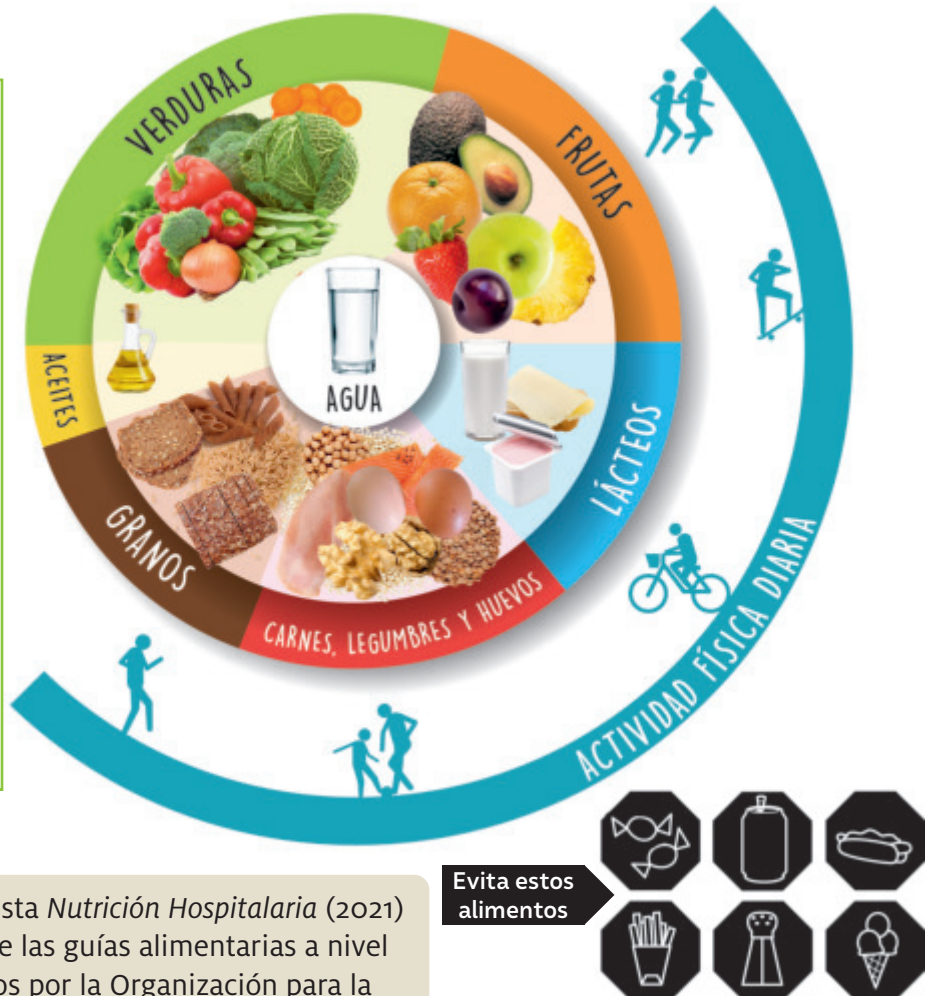 VERDURAS
FRUTAS
ACEITES
AGUA
LÁCTEOS
GRANOS
CARNES, LEGUMBRES Y HUEVOS
ACTIVIDAD FÍSICA DIARIA
Evita estos
alimentos
sta Nutrición Hospitalaria (2021)
e las guías alimentarias a nivel
os por la Organización para la